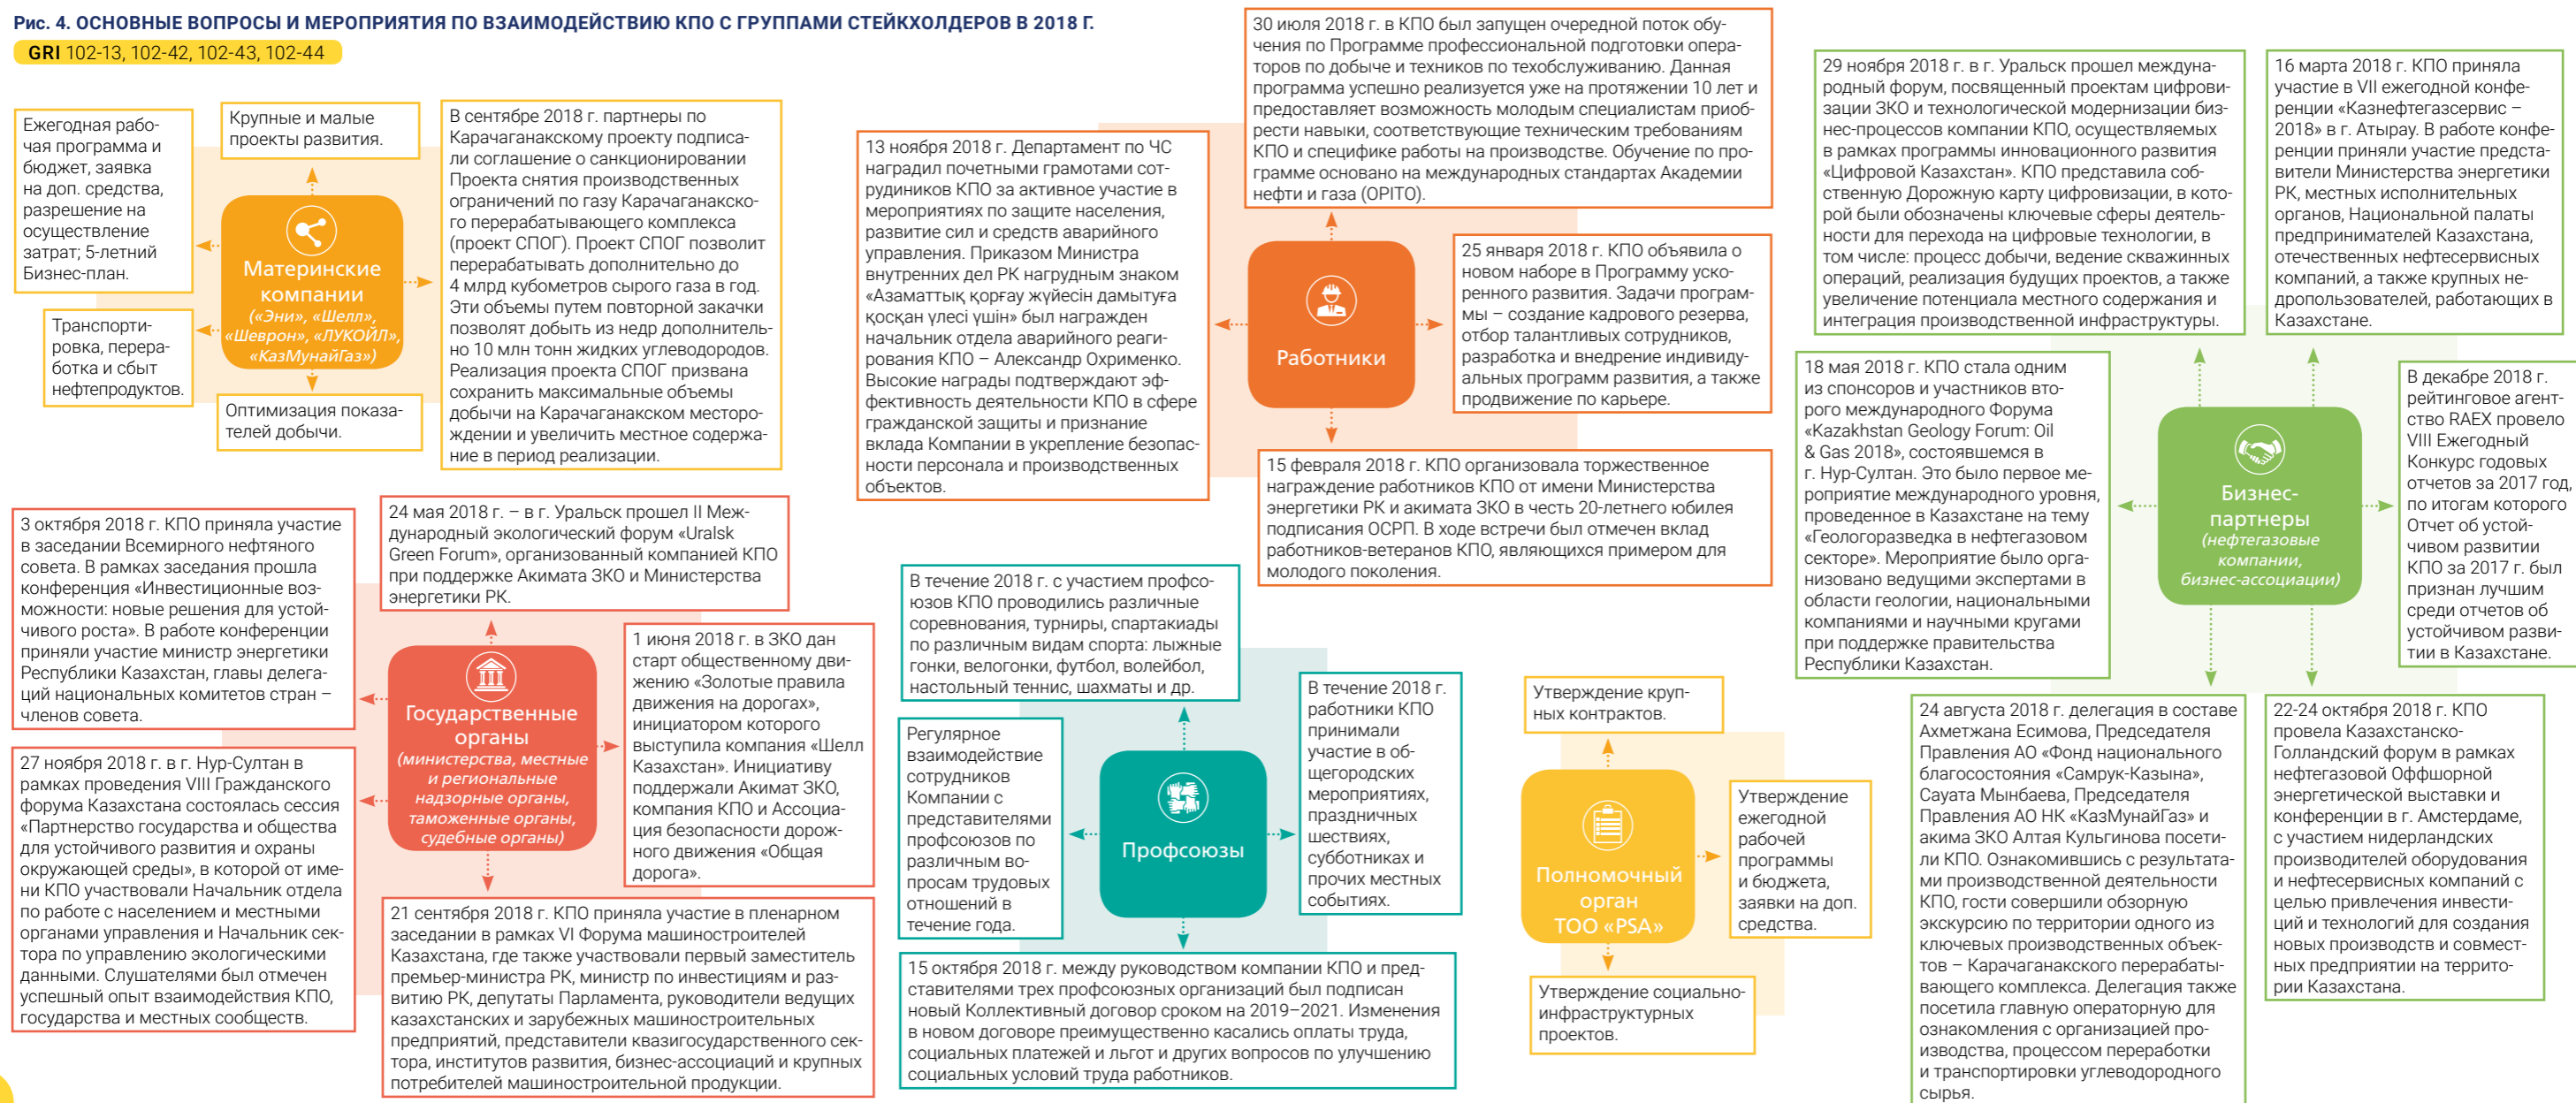 Рис. 4. ОСНОВНЫЕ ВОПРОСЫ И МЕРОПРИЯТИЯ ПО ВЗАИМОДЕЙСТВИЮ КПО С ГРУППАМИ СТЕЙКХОЛДЕРОВ В 2018 Г.
GRI 102-13, 102-42, 102-43, 102-44
Ежегодная рабо-
чая программа и
бюджет, заявка
на доп. средства,
разрешение на
осуществление
затрат; 5-летний
Бизнес-план.
Крупные и малые
проекты развития.
Материнские
компании
(«Эни», «Шелл»,
«Шеврон», «ЛУКОЙЛ»,
«КазМунайГаз»)
Транспорти-
ровка, перера-
ботка и сбыт
нефтепродуктов.
Оптимизация показа-
телей добычи.
В сентябре 2018 г. партнеры по
Карачаганакскому проекту подписа-
ли соглашение о санкционировании
Проекта снятия производственных
ограничений по газу Карачаганакско-
го перерабатывающего комплекса
(проект СПОГ). Проект СПОГ позволит
перерабатывать дополнительно до
4 млрд кубометров сырого газа в год.
Эти объемы путем повторной закачки
позволят добыть из недр дополнитель-
но 10 млн тонн жидких углеводородов.
Реализация проекта СПОГ призвана
сохранить максимальные объемы
добычи на Карачаганакском месторо-
ждении и увеличить местное содержа-
ние в период реализации.
3 октября 2018 г. КПО приняла участие
в заседании Всемирного нефтяного
совета. В рамках заседания прошла
конференция «Инвестиционные воз-
можности: новые решения для устой-
чивого роста». В работе конференции
приняли участие министр энергетики
Республики Казахстан, главы делега-
ций национальных комитетов стран –
членов совета.
24 мая 2018 г. – в г. Уральск прошел II Меж-
дународный экологический форум «Uralsk
Green Forum», организованный компанией КПО
при поддержке Акимата ЗКО и Министерства
энергетики РК.
Государственные
органы
(министерства, местные
и региональные
надзорные органы,
таможенные органы,
судебные органы)
1 июня 2018 г. в ЗКО дан
старт общественному дви-
жению «Золотые правила
движения на дорогах»,
инициатором которого
выступила компания «Шелл
Казахстан». Инициативу
поддержали Акимат ЗКО,
компания КПО и Ассоциа-
ция безопасности дорож-
ного движения «Общая
дорога».
27 ноября 2018 г. в г. Нур-Султан в
рамках проведения VIII Гражданского
форума Казахстана состоялась сессия
«Партнерство государства и общества
для устойчивого развития и охраны
окружающей среды», в которой от име-
ни КПО участвовали Начальник отдела
по работе с населением и местными
органами управления и Начальник сек-
тора по управлению экологическими
данными. Слушателями был отмечен
успешный опыт взаимодействия КПО,
государства и местных сообществ.
21 сентября 2018 г. КПО приняла участие в пленарном
заседании в рамках VI Форума машиностроителей
Казахстана, где также участвовали первый заместитель
премьер-министра РК, министр по инвестициям и раз-
витию РК, депутаты Парламента, руководители ведущих
казахстанских и зарубежных машиностроительных
предприятий, представители квазигосударственного сек-
тора, институтов развития, бизнес-ассоциаций и крупных
потребителей машиностроительной продукции.
13 ноября 2018 г. Департамент по ЧС
наградил почетными грамотами сот-
рудников КПО за активное участие в
мероприятиях по защите населения,
развитие сил и средств аварийного
управления. Приказом Министра
внутренних дел РК нагрудным знаком
«Азаматтық қорғау жүйесін дамытуға
қосқан үлесі үшін» был награжден
начальник отдела аварийного реаги-
рования КПО – Александр Охрименко.
Высокие награды подтверждают эф-
фективность деятельности КПО в сфере
гражданской защиты и признание
вклада Компании в укрепление безопас-
ности персонала и производственных
объектов.
30 июля 2018 г. в КПО был запущен очередной поток обу-
чения по Программе профессиональной подготовки опера-
торов по добыче и техников по техобслуживанию. Данная
программа успешно реализуется уже на протяжении 10 лет и
предоставляет возможность молодым специалистам приоб-
рести навыки, соответствующие техническим требованиям
КПО и специфике работы на производстве. Обучение по про-
грамме основано на международных стандартах Академии
нефти и газа (OPITO).
Работники
25 января 2018 г. КПО объявила о
новом наборе в Программу уско-
ренного развития. Задачи програм-
мы – создание кадрового резерва,
отбор талантливых сотрудников,
разработка и внедрение индивиду-
альных программ развития, а также
продвижение по карьере.
15 февраля 2018 г. КПО организовала торжественное
награждение работников КПО от имени Министерства
энергетики РК и акимата ЗКО в честь 20-летнего юбилея
подписания ОСРП. В ходе встречи был отмечен вклад
работников-ветеранов КПО, являющихся примером для
молодого поколения.
В течение 2018 г. с участием профсо-
юзов КПО проводились различные
соревнования, турниры, спартакиады
по различным видам спорта: лыжные
гонки, велогонки, футбол, волейбол,
настольный теннис, шахматы и др.
Регулярное
взаимодействие
сотрудников
Компании с
представителями
профсоюзов по
различным во-
просам трудовых
отношений в
течение года.
Профсоюзы
В течение 2018 г.
работники КПО
принимали
участие в об-
щегородских
мероприятиях,
праздничных
шествиях,
субботниках и
прочих местных
событиях.
15 октября 2018 г. между руководством компании КПО и пред-
ставителями трех профсоюзных организаций был подписан
новый Коллективный договор сроком на 2019–2021. Изменения
в новом договоре преимущественно касались оплаты труда,
социальных платежей и льгот и других вопросов по улучшению
социальных условий труда работников.
Утверждение круп-
ных контрактов.
Полномочный
орган
ТОО «PSA»
Утверждение
ежегодной
рабочей
программы
и бюджета,
заявки на доп.
средства.
Утверждение социально-
инфраструктурных
проектов.
29 ноября 2018 г. в г. Уральск прошел междуна-
родный форум, посвященный проектам цифрови-
зации ЗКО и технологической модернизации биз-
нес-процессов компании КПО, осуществляемых
в рамках программы инновационного развития
«Цифровой Казахстан». КПО представила соб-
ственную Дорожную карту цифровизации, в кото-
рой были обозначены ключевые сферы деятель-
ности для перехода на цифровые технологии, в
том числе: процесс добычи, ведение скважинных
операций, реализация будущих проектов, а также
увеличение потенциала местного содержания и
интеграция производственной инфраструктуры.
16 марта 2018 г. КПО приняла
участие в VII ежегодной конфе-
ренции «Казнефтегазсервис –
2018» в г. Атырау. В работе конфе-
ренции приняли участие предста-
вители Министерства энергетики
РК, местных исполнительных
органов, Национальной палаты
предпринимателей Казахстана,
отечественных нефтесервисных
компаний, а также крупных не-
дропользователей, работающих в
Казахстане.
18 мая 2018 г. КПО стала одним
из спонсоров и участников вто-
рого международного Форума
«Kazakhstan Geology Forum: Oil
& Gas 2018», состоявшемся в
г. Нур-Султан. Это было первое ме-
роприятие международного уровня,
проведенное в Казахстане на тему
«Геологоразведка в нефтегазовом
секторе». Мероприятие было орга-
низовано ведущими экспертами в
области геологии, национальными
компаниями и научными кругами
при поддержке правительства
Республики Казахстан.
Бизнес-
партнеры
(нефтегазовые
компании,
бизнес-ассоциации)
В декабре 2018 г.
рейтинговое агент-
ство RAEX провело
VIII Ежегодный
Конкурс годовых
отчетов за 2017 год,
по итогам которого
Отчет об устой-
чивом развитии
КПО за 2017 г. был
признан лучшим
среди отчетов об
устойчивом разви-
тии в Казахстане.
24 августа 2018 г. делегация в составе
Ахметжана Есимова, Председателя
Правления АО «Фонд национального
благосостояния «Самрук-Казына»,
Сауата Мынбаева, Председателя
Правления АО НК «КазМунайГаз» и
акима ЗКО Алтая Кульгинова посети-
ли КПО. Ознакомившись с результата-
ми производственной деятельности
КПО, гости совершили обзорную
экскурсию по территории одного из
ключевых производственных объек-
тов – Карачаганакского перерабаты-
вающего комплекса. Делегация также
посетила главную операторную для
ознакомления с организацией про-
изводства, процессом переработки
и транспортировки углеводородного
сырья.
22-24 октября 2018 г. КПО
провела Казахстанско-
Голландский форум в рамках
нефтегазовой Оффшорной
энергетической выставки и
конференции в г. Амстердаме,
с участием нидерландских
производителей оборудования
и нефтесервисных компаний с
целью привлечения инвести-
ций и технологий для создания
новых производств и совмест-
ных предприятии на террито-
рии Казахстана.